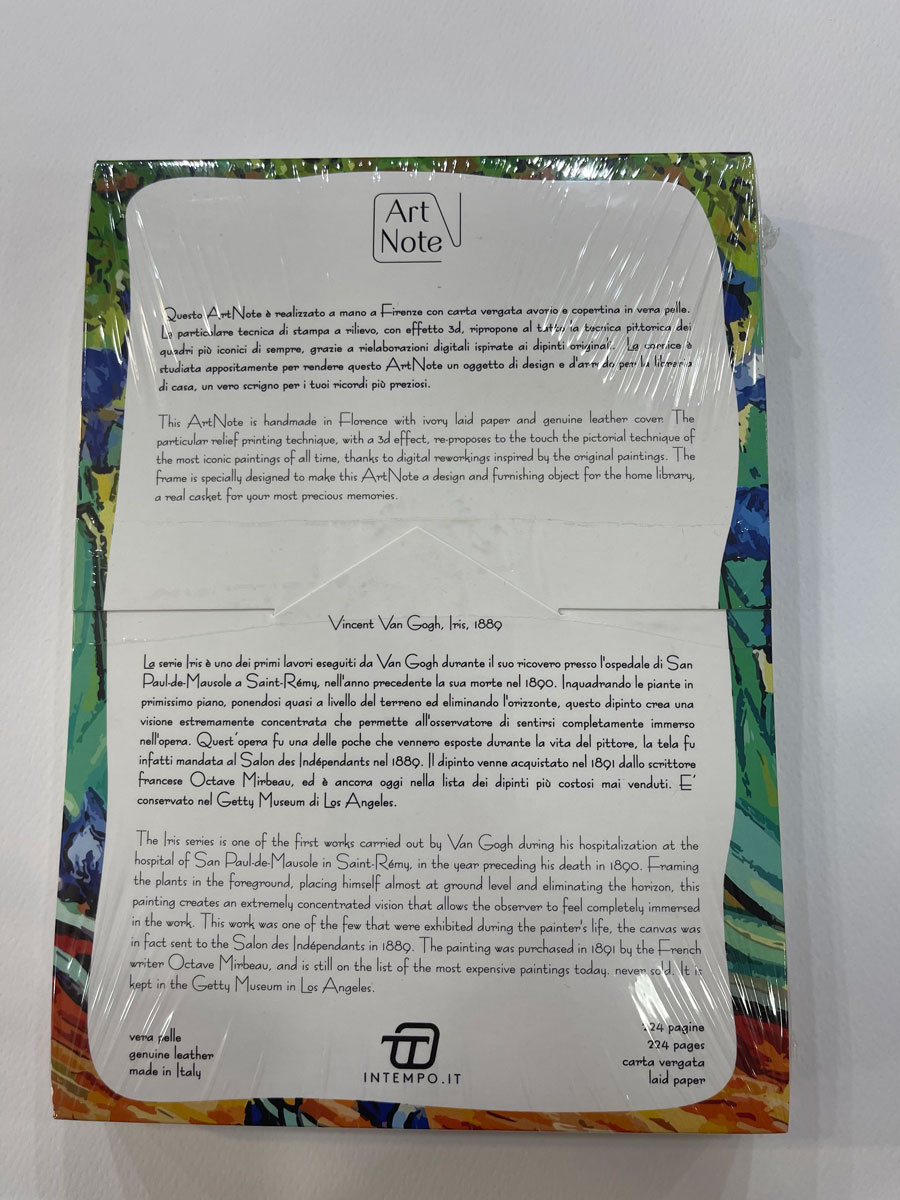 Art
Note
Questo ArtNote è realizzato a mano a Firenze con carta vergata avorio e copertina in vera pelle.
La particolare tecnica di stampa a rilievo, con effetto 3d, ripropone al tutto la tecnica pittorica dei
quadri più iconici di sempre, grazie a rielaborazioni digitali ispirate ai dipinti originali. La cornice è
studiata appositamente per rendere questo ArtNote un oggetto di design e d'arredo per la libreria
di casa, un vero scrigno per i tuoi ricordi più preziosi.
This ArtNote is handmade in Florence with ivory laid paper and genuine leather cover. The
particular relief printing technique, with a 3d effect, re-proposes to the touch the pictorial technique of
the most iconic paintings of all time, thanks to digital reworkings inspired by the original paintings. The
frame is specially designed to make this ArtNote a design and furnishing object for the home library,
a real casket for your most precious memories.
Vincent Van Gogh, Iris, 1889
La serie Iris è uno dei primi lavori eseguiti da Van Gogh durante il suo ricovero presso l'ospedale di San
Paul-de-Mausole a Saint-Rémy, nell'anno precedente la sua morte nel 1890. Inquadrando le piante in
primissimo piano, ponendosi quasi a livello del terreno ed eliminando l'orizzonte, questo dipinto crea una
visione estremamente concentrata che permette all'osservatore di sentirsi completamente immerso
nell'opera. Quest'opera fu una delle poche che vennero esposte durante la vita del pittore, la tela fu
infatti mandata al Salon des Indépendants nel 1889. Il dipinto venne acquistato nel 1891 dallo scrittore
francese Octave Mirbeau, ed è ancora oggi nella lista dei dipinti più costosi mai venduti. E'
conservato nel Getty Museum di Los Angeles.
The Iris series is one of the first works carried out by Van Gogh during his hospitalization at the
hospital of San Paul-de-Mausole in Saint-Rémy, in the year preceding his death in 1890. Framing
the plants in the foreground, placing himself almost at ground level and eliminating the horizon, this
painting creates an extremely concentrated vision that allows the observer to feel completely immersed
in the work. This work was one of the few that were exhibited during the painter's life, the canvas was
in fact sent to the Salon des Indépendants in 1889. The painting was purchased in 1891 by the French
writer Octave Mirbeau, and is still on the list of the most expensive paintings today. never sold. It is
kept in the Getty Museum in Los Angeles.
vera pelle
genuine leather
made in Italy
INTEMPO.IT
224 pagine
224 pages
carta vergata
laid paper